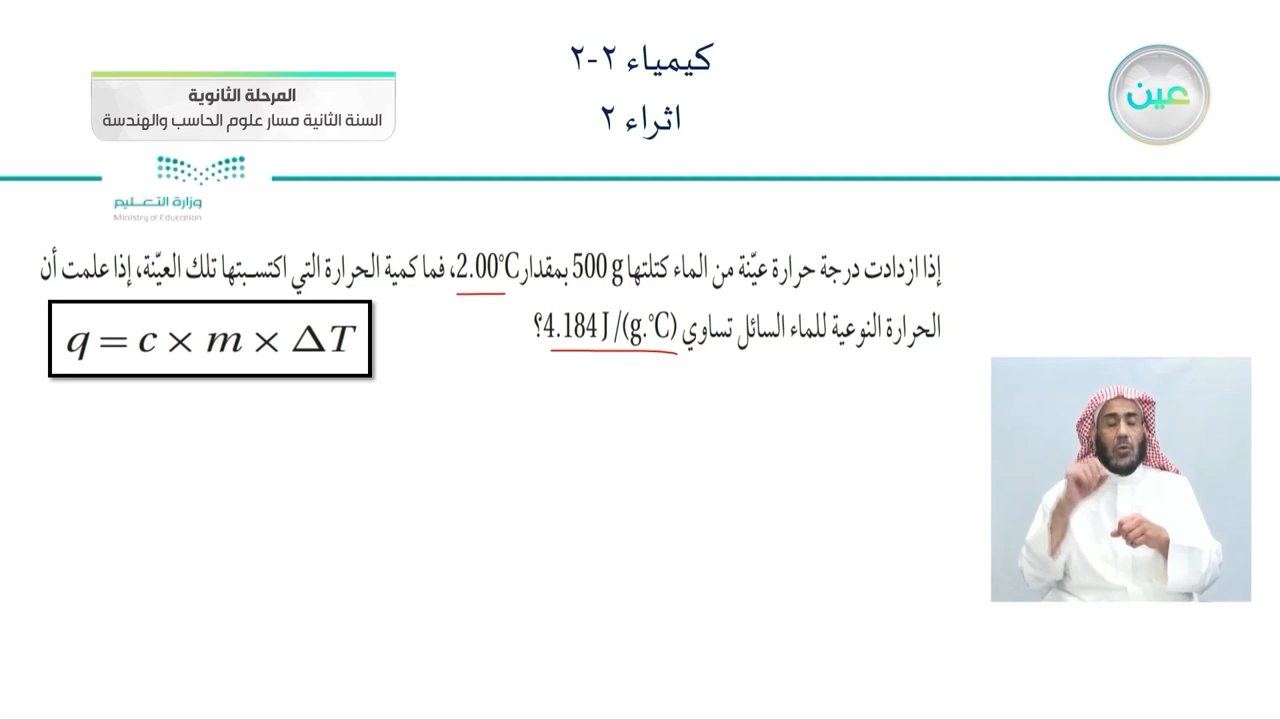 كيمياء ٢-٢
اثراء ٢
المرحلة الثانوية
السنة الثانية مسار علوم الحاسب والهندسة
عين
وزارة التعليم
Ministry of Education
إذا ازدادت درجة حرارة عيّنة من الماء كتلتها 500 g بمقدار 2.00°C، فما كمية الحرارة التي اكتسبتها تلك العيّنة، إذا علمت أن
الحرارة النوعية للماء السائل تساوي 4.184 J/(g.°C)؟
q = c × m × ΔT